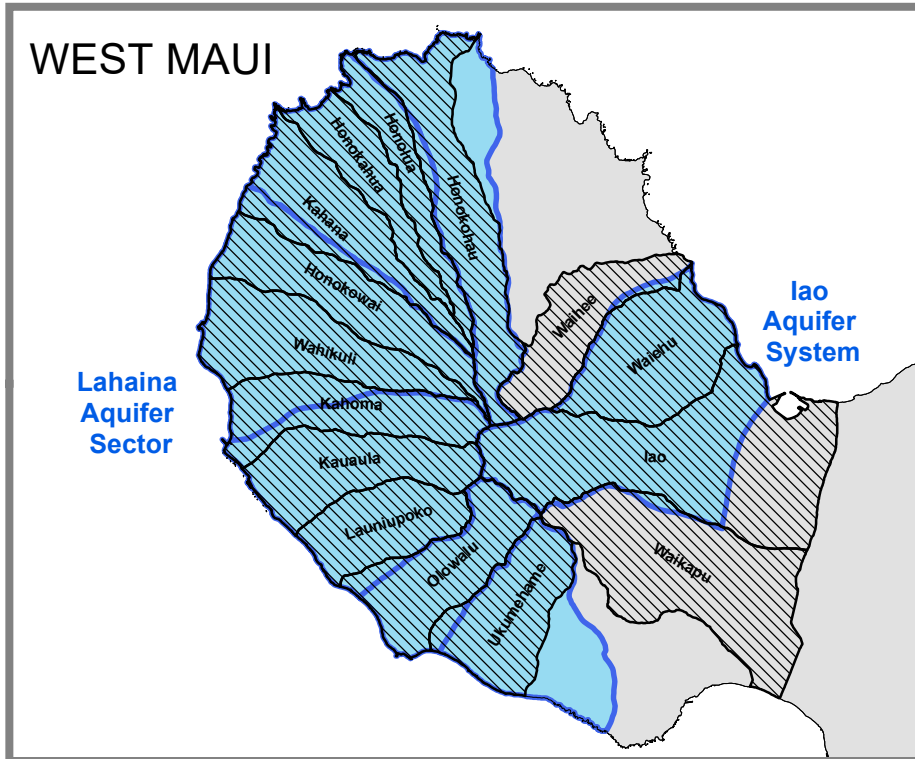 WEST MAUI
Honolua
Honokahua
Honokohau
Kahana
Honokowai
Waihee
Iao
Aquifer
System
Waiehu
Wahikuli
Lahaina
Aquifer
Sector
Kahoma
Kauaula
Iao
Launiupoko
Olowalu
Waikapu
Ukumehame